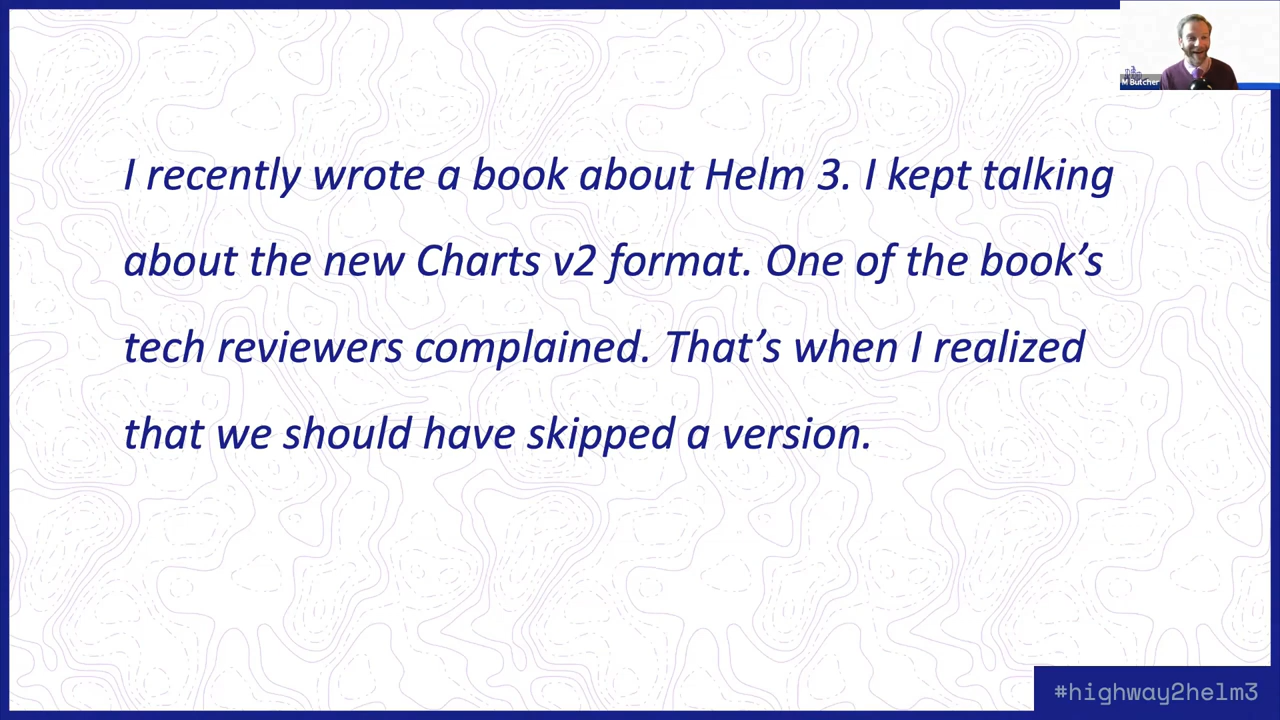 M Butcher
I recently wrote a book about Helm 3. I kept talking
about the new Charts v2 format. One of the book’s
tech reviewers complained. That’s when I realized
that we should have skipped a version.
#highway2helm3